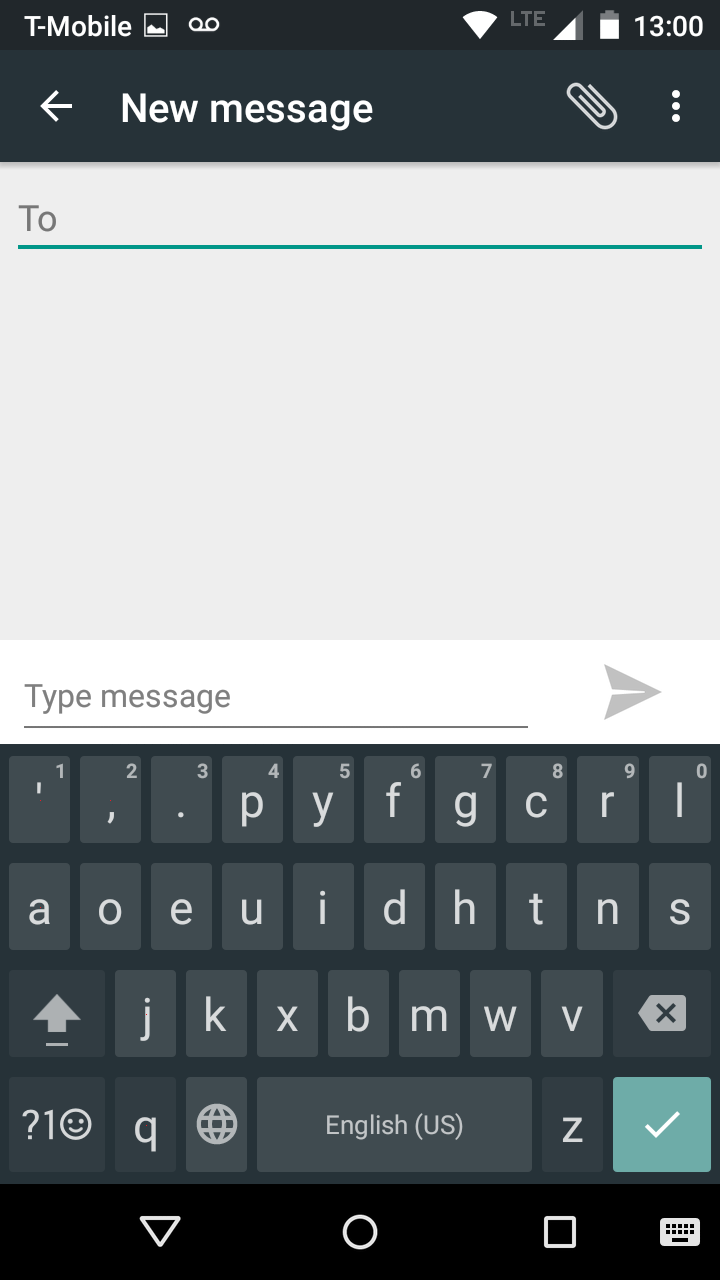 T-Mobile LTE 13:00
New message
To
Type message
1 2 3 4 5 6 7 8 9 0
' , . p y f g c r l
a o e u i d h t n s
j k x b m w v
?1 q English (US) z